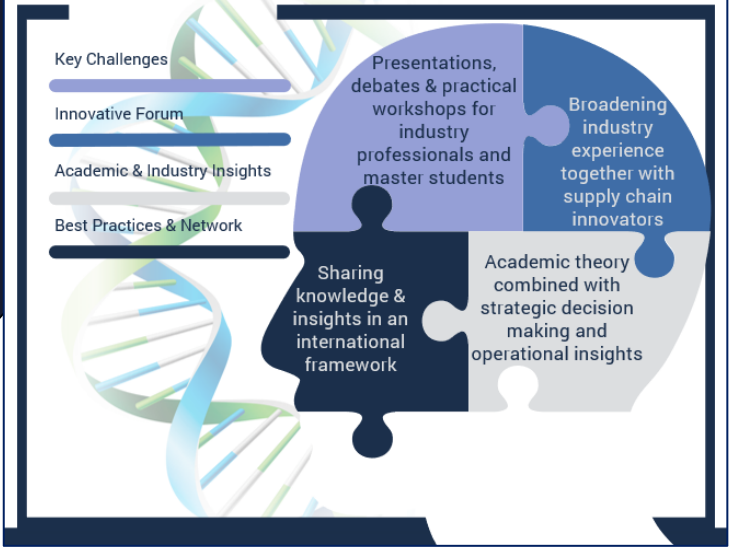 Key Challenges
Innovative Forum
Academic & Industry Insights
Best Practices & Network
Presentations,
debates & practical
workshops for
industry
professionals and
master students
Broadening
industry
experience
together with
supply chain
innovators
Sharing
knowledge &
insights in an
international
framework
Academic theory
combined with
strategic decision
making and
operational insights